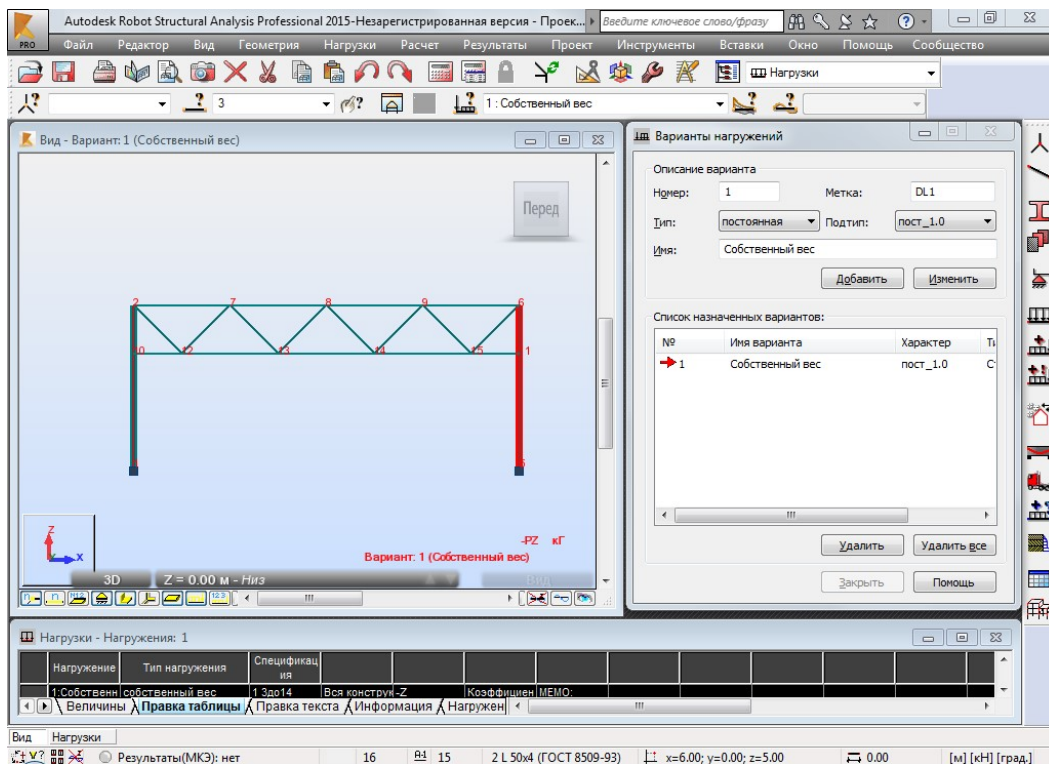 Autodesk Robot Structural Analysis Professional 2015-Незарегистрированная версия - Проек...
Введите ключевое слово/фразу
PRO
Файл Редактор Вид Геометрия Нагрузки Расчет Результаты Проект Инструменты Вставки Окно Помощь Сообщество
Нагрузки
3
1 : Собственный вес
Вид - Вариант: 1 (Собственный вес)
Перед
2 7 8 9 6
0 12 13 14 15 1
-PZ кГ
Вариант: 1 (Собственный вес)
Z
X
3D Z = 0.00 м - Низ Вид
Варианты нагружений
Описание варианта
Номер: 1 Метка: DL1
Тип: постоянная Подтип: пост_1.0
Имя: Собственный вес
Добавить Изменить
Список назначенных вариантов:
№ Имя варианта Характер
1 Собственный вес пост_1.0
Удалить Удалить все
Закрыть Помощь
Нагрузки - Нагружения: 1
Нагружение Тип нагружения Спецификац
ия
1:Собственн собственный вес 1 3до14 Вся конструк -Z Коэффициен MEMO:
Величины Правка таблицы Правка текста Информация Нагружен
Вид Нагрузки
Результаты(МКЭ): нет 16 15 2 L 50x4 (ГОСТ 8509-93) x=6.00; y=0.00; z=5.00 0.00 [м] [кН] [град.]